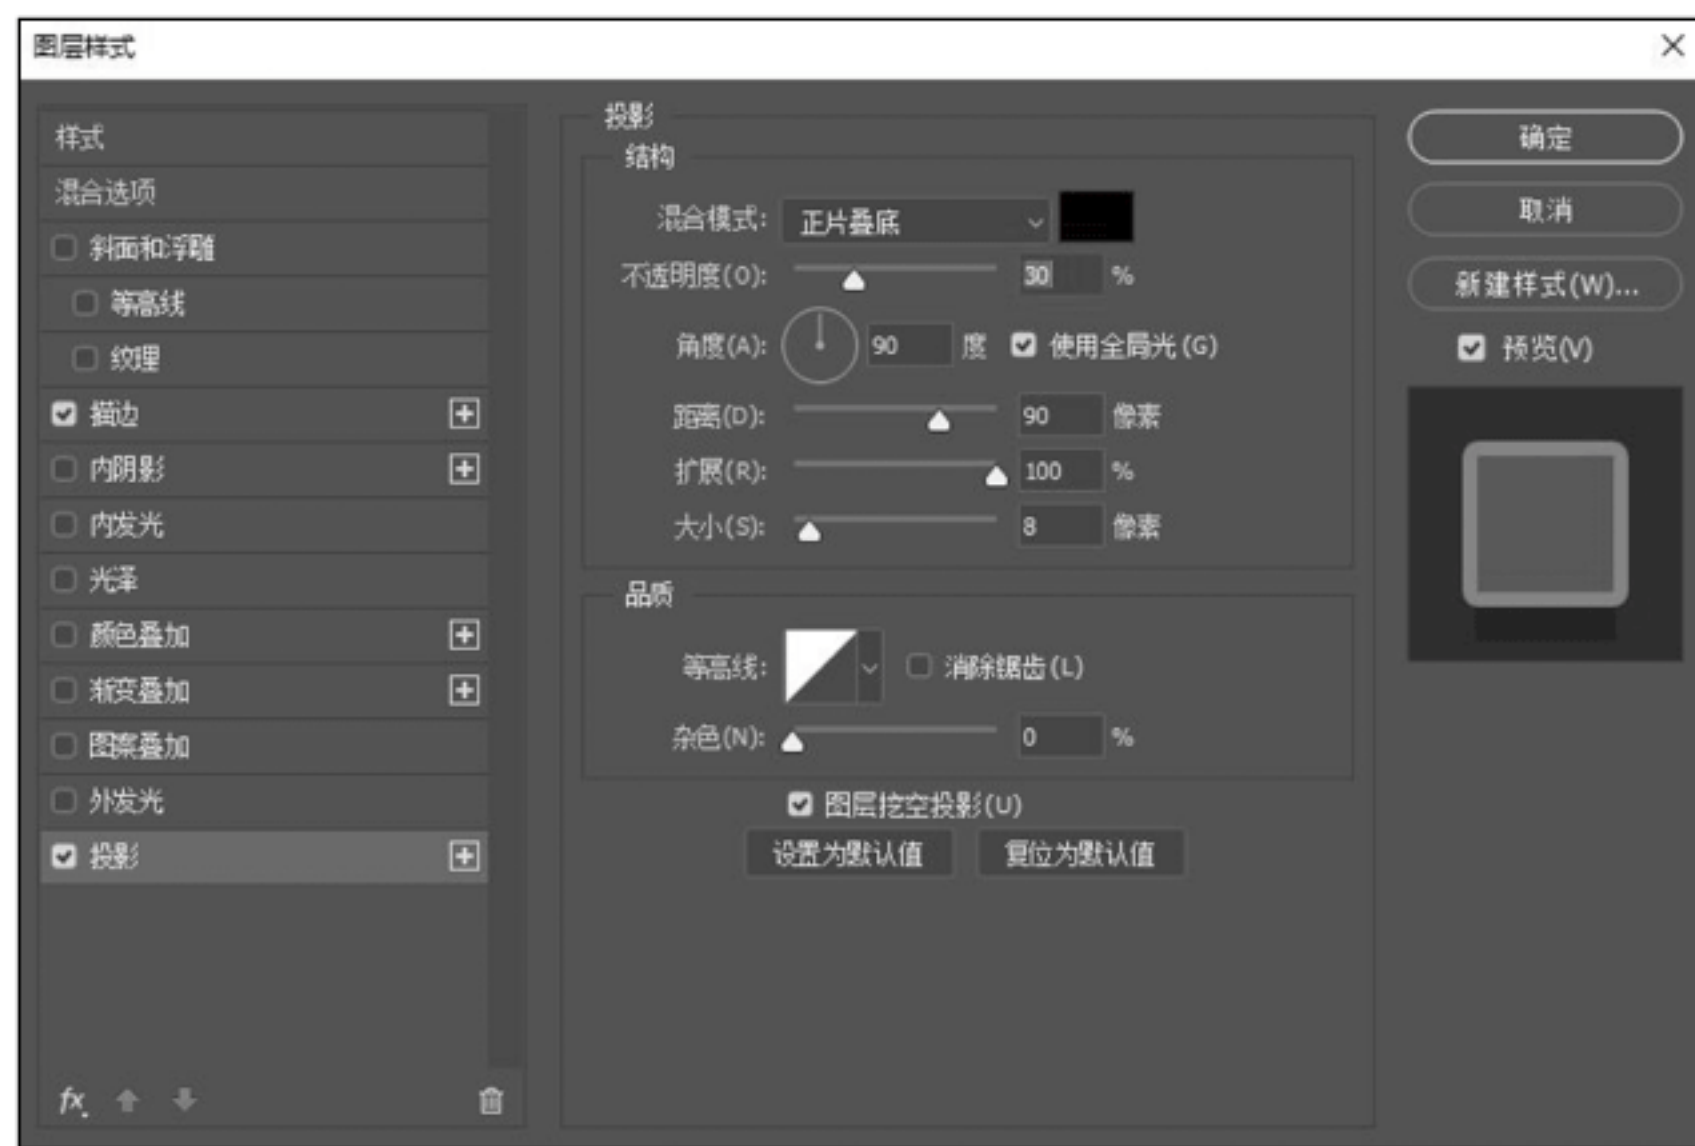 图层样式
样式
混合选项
斜面和浮雕
等高线
纹理
描边
内阴影
内发光
光泽
颜色叠加
渐变叠加
图案叠加
外发光
投影
fx
投影
结构
混合模式: 正片叠底
不透明度(O): 30 %
角度(A): 90 度 使用全局光(G)
距离(D): 90 像素
扩展(R): 100 %
大小(S): 8 像素
品质
等高线: 消除锯齿(L)
杂色(N): 0 %
图层挖空投影(U)
设置为默认值 复位为默认值
确定
取消
新建样式(W)...
预览(V)